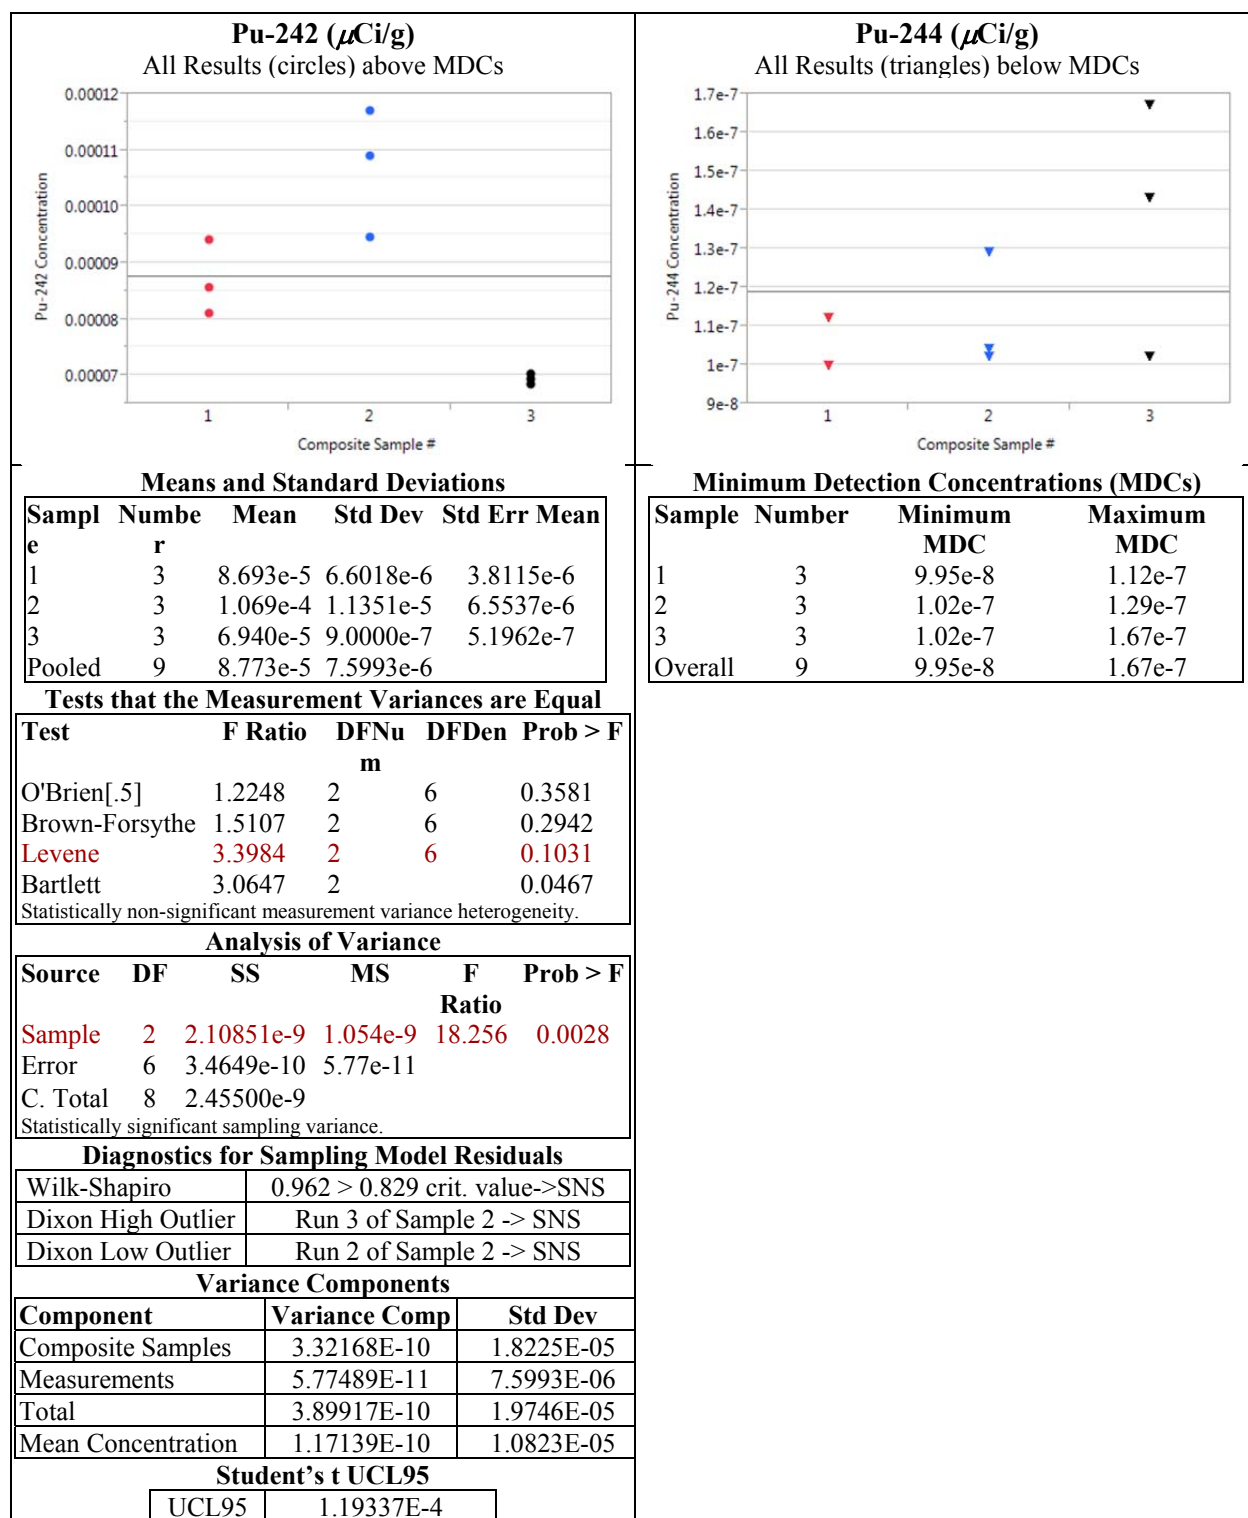 Pu-242 (μCi/g)
All Results (circles) above MDCs
0.00012
0.00011
0.00010
0.00009
0.00008
0.00007
Pu-242 Concentration
1 2 3
Composite Sample #
Pu-244 (μCi/g)
All Results (triangles) below MDCs
1.7e-7
1.6e-7
1.5e-7
1.4e-7
1.3e-7
1.2e-7
1.1e-7
1e-7
9e-8
Pu-244 Concentration
1 2 3
Composite Sample #
Means and Standard Deviations
Sampl Numbe Mean Std Dev Std Err Mean
e r
1 3 8.693e-5 6.6018e-6 3.8115e-6
2 3 1.069e-4 1.1351e-5 6.5537e-6
3 3 6.940e-5 9.0000e-7 5.1962e-7
Pooled 9 8.773e-5 7.5993e-6
Tests that the Measurement Variances are Equal
Test F Ratio DFNu DFDen Prob > F
m
O'Brien[.5] 1.2248 2 6 0.3581
Brown-Forsythe 1.5107 2 6 0.2942
Levene 3.3984 2 6 0.1031
Bartlett 3.0647 2 0.0467
Statistically non-significant measurement variance heterogeneity.
Analysis of Variance
Source DF SS MS F Prob > F
Ratio
Sample 2 2.10851e-9 1.054e-9 18.256 0.0028
Error 6 3.4649e-10 5.77e-11
C. Total 8 2.45500e-9
Statistically significant sampling variance.
Diagnostics for Sampling Model Residuals
Wilk-Shapiro 0.962 > 0.829 crit. value->SNS
Dixon High Outlier Run 3 of Sample 2 -> SNS
Dixon Low Outlier Run 2 of Sample 2 -> SNS
Variance Components
Component Variance Comp Std Dev
Composite Samples 3.32168E-10 1.8225E-05
Measurements 5.77489E-11 7.5993E-06
Total 3.89917E-10 1.9746E-05
Mean Concentration 1.17139E-10 1.0823E-05
Student's t UCL95
UCL95 1.19337E-4
Minimum Detection Concentrations (MDCs)
Sample Number Minimum Maximum
MDC MDC
1 3 9.95e-8 1.12e-7
2 3 1.02e-7 1.29e-7
3 3 1.02e-7 1.67e-7
Overall 9 9.95e-8 1.67e-7